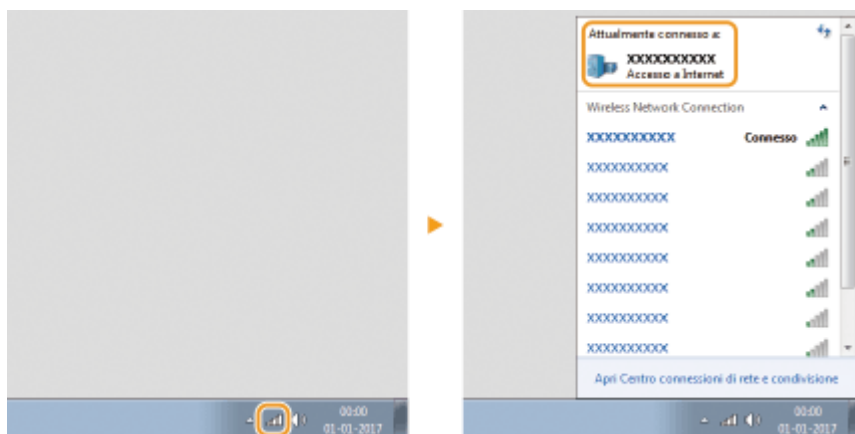 00:00
01-01-2017
Attualmente connesso a:
XXXXXXXXXX
Accesso a Internet
Wireless Network Connection
XXXXXXXXXX Connesso
XXXXXXXXXX
XXXXXXXXXX
XXXXXXXXXX
XXXXXXXXXX
XXXXXXXXXX
XXXXXXXXXX
XXXXXXXXXX
Apri Centro connessioni di rete e condivisione
00:00
01-01-2017